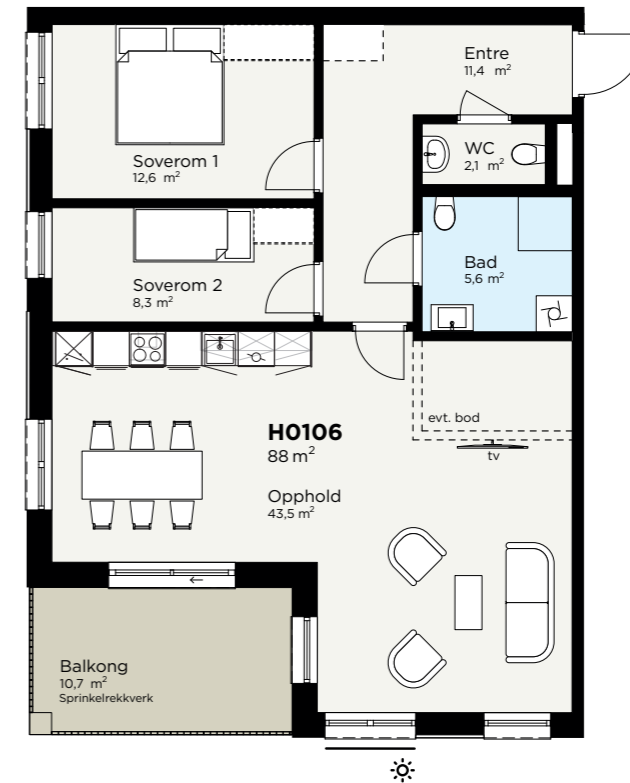 Entre
11,4 m²
WC
2,1 m²
Soverom 1
12,6 m²
Bad
5,6 m²
Soverom 2
8,3 m²
evt. bod
tv
H0106
88 m²
Opphold
43,5 m²
Balkong
10,7 m²
Sprinkelrekkverk